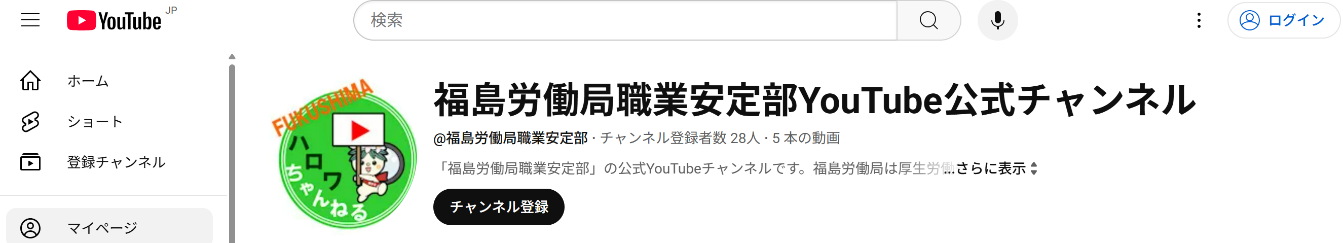 YouTube JP
検索
ログイン
ホーム
ショート
登録チャンネル
マイページ
FUKUSHIMA
ハロワ
ちゃんねる
福島労働局職業安定部YouTube公式チャンネル
@福島労働局職業安定部 · チャンネル登録者数 28人 · 5 本の動画
「福島労働局職業安定部」の公式YouTubeチャンネルです。福島労働局は厚生労働 ...さらに表示
チャンネル登録